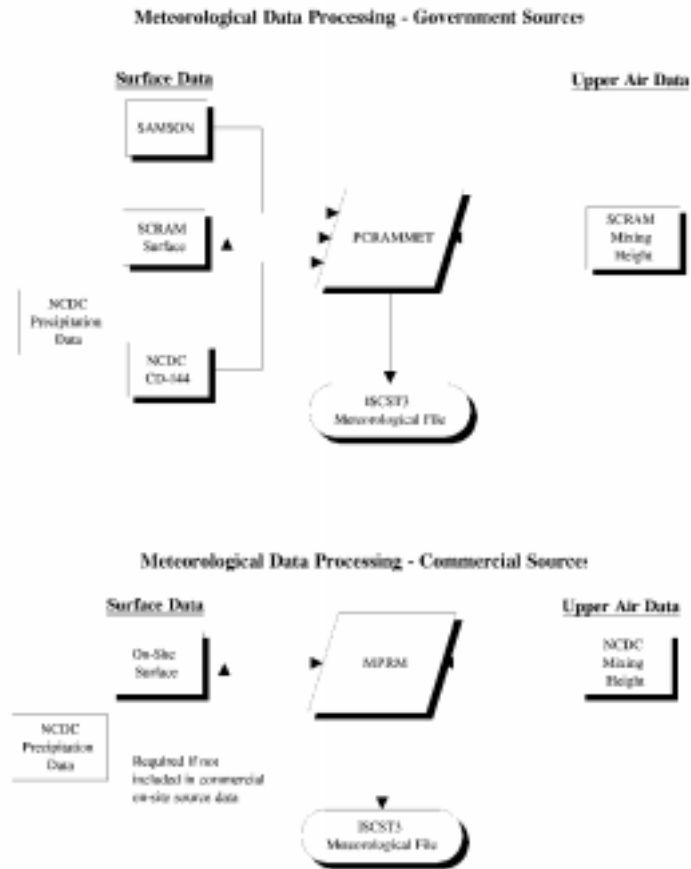 Meteorological Data Processing - Government Sources
Surface Data
Upper Air Data
SAMSON
SCRAM
Surface
PCRAMMET
SCRAM
Mixing
Height
NCDC
Precipitation
Data
NCDC
CD-144
ISCST3
Meteorological File
Meteorological Data Processing - Commercial Sources
Surface Data
Upper Air Data
On-Site
Surface
MPRM
NCDC
Mixing
Height
NCDC
Precipitation
Data
Required if not
included in commercial
on-site source data
ISCST3
Meteorological File